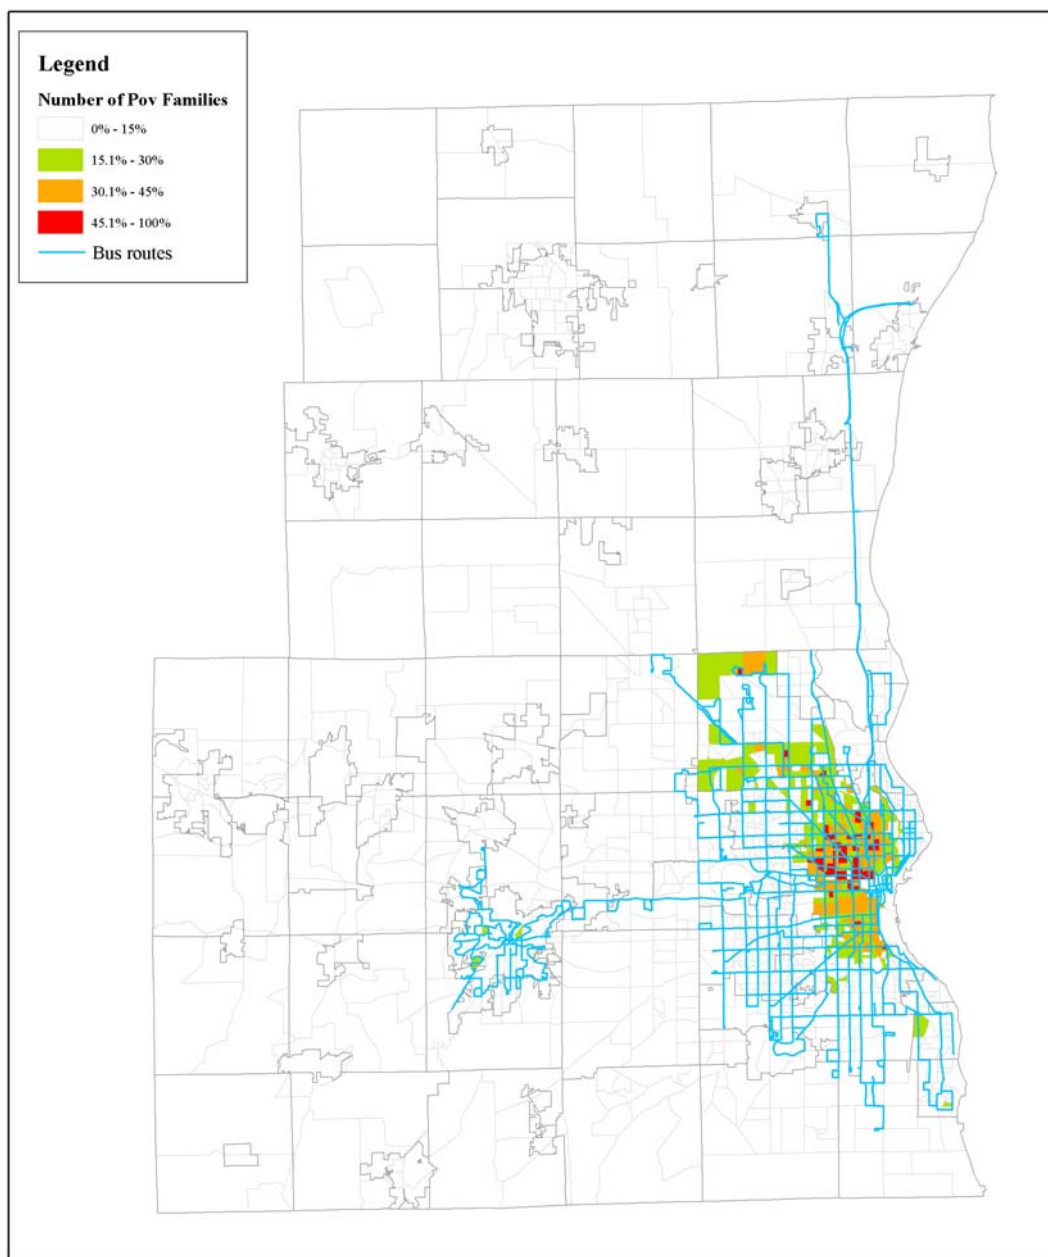 Legend
Number of Pov Families
0% - 15%
15.1% - 30%
30.1% - 45%
45.1% - 100%
Bus routes